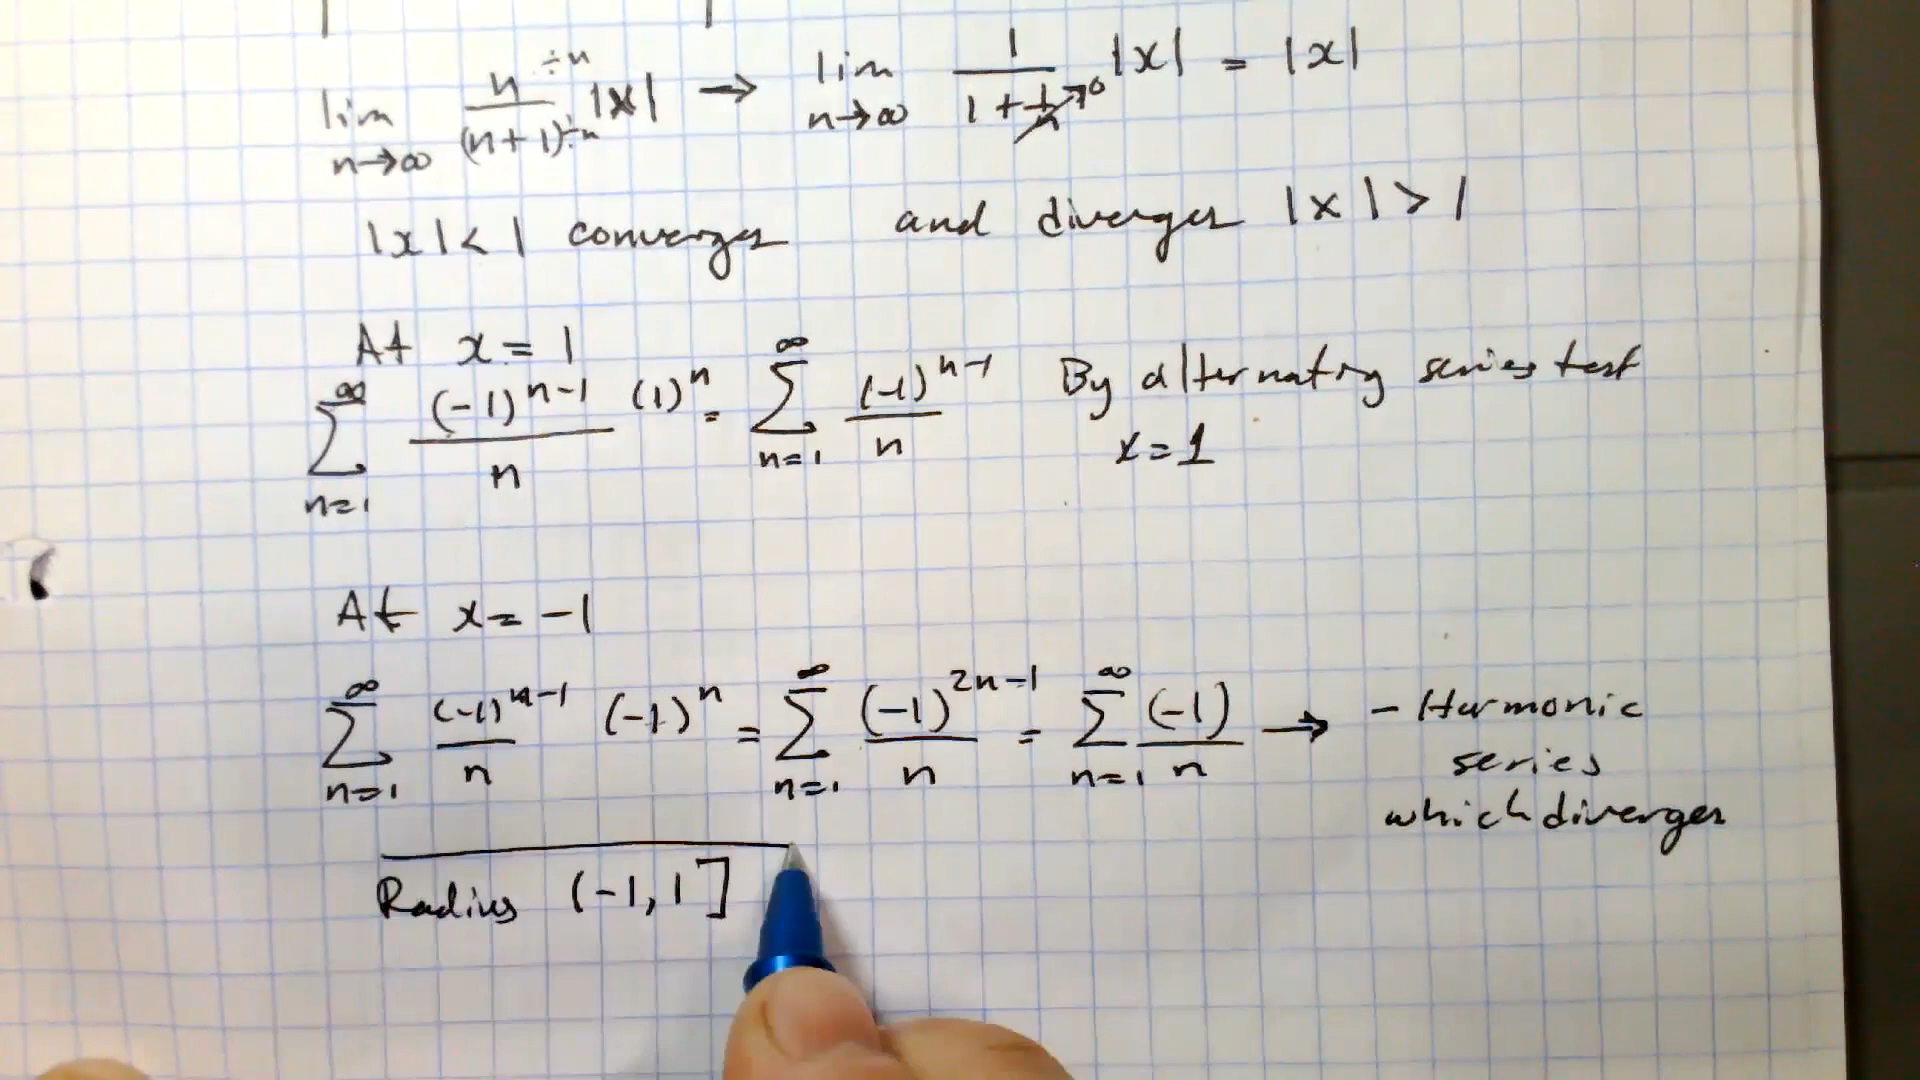 lim n→∞ n ÷n / (n+1) ÷n |x| → lim n→∞ 1 / 1 + 1/n →0 |x| = |x|
|x| < 1 converges and diverges |x| > 1
At x = 1
∞ ∑ n=1 (-1)^n-1 / n (1)^n = ∞ ∑ n=1 (-1)^n-1 / n By alternating series test
x = 1
At x = -1
∞ ∑ n=1 (-1)^n-1 / n (-1)^n = ∞ ∑ n=1 (-1)^2n-1 / n = ∞ ∑ n=1 (-1) / n → - Harmonic
series
which diverges
Radius (-1, 1]